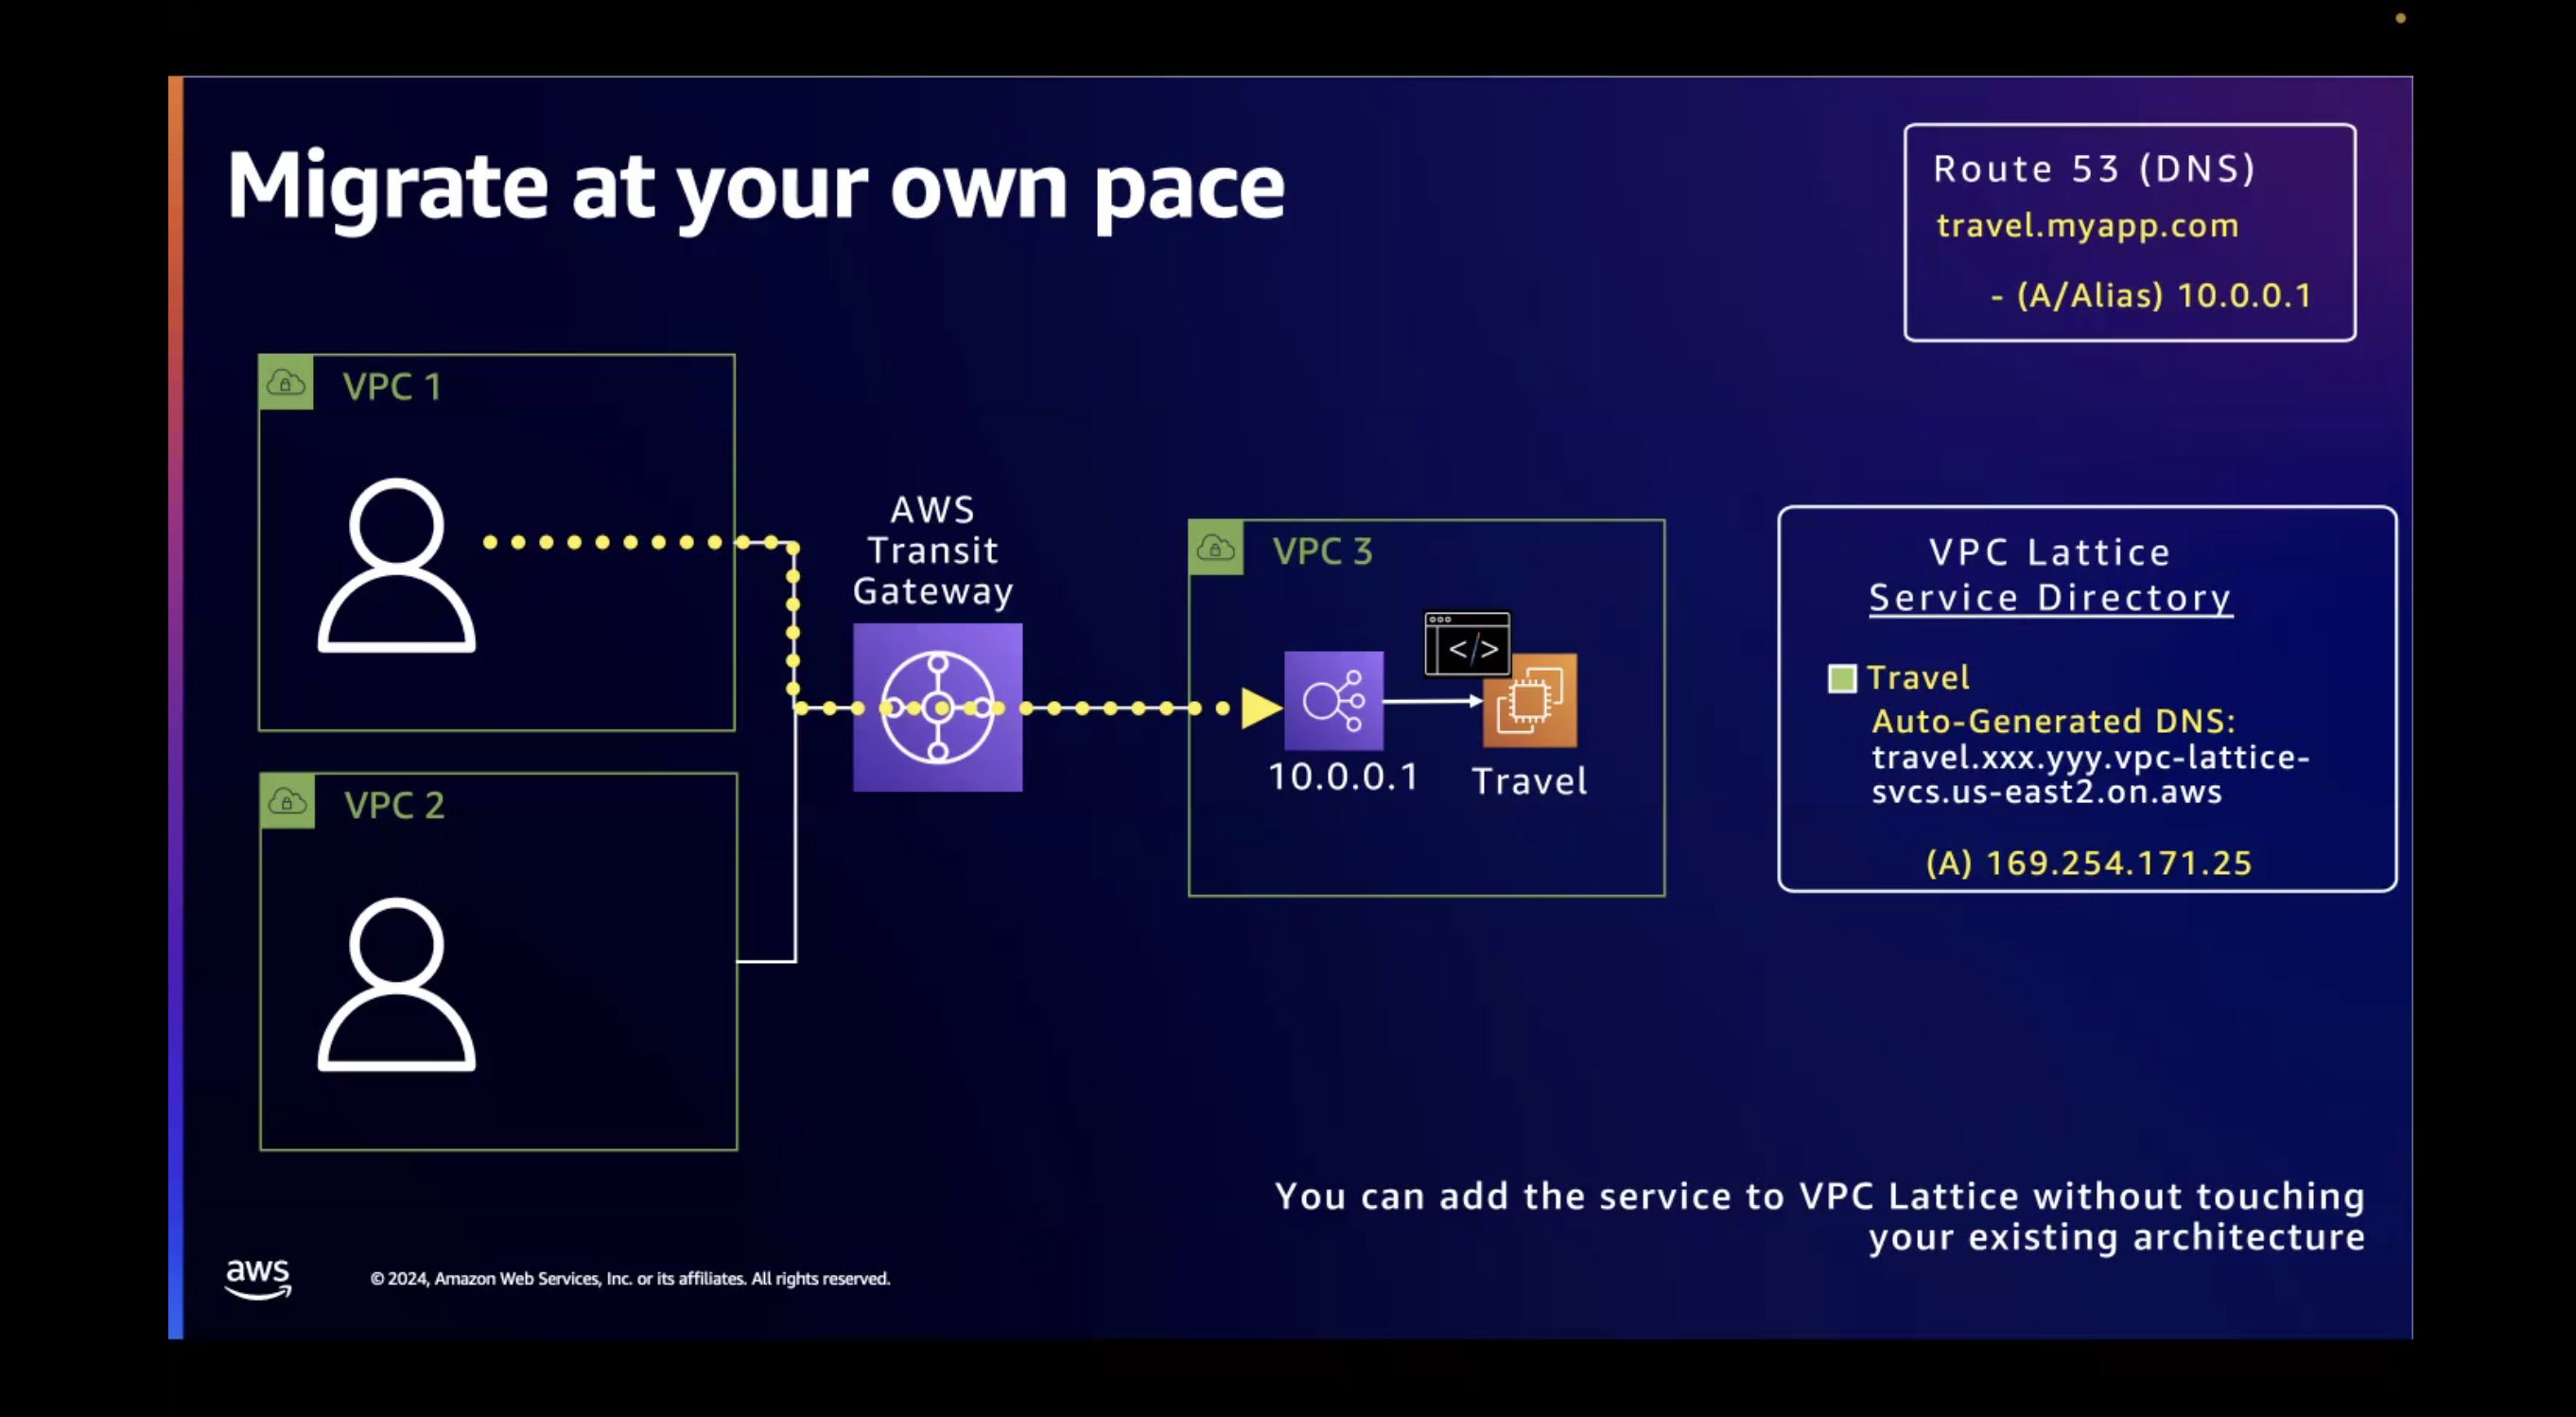 Migrate at your own pace
Route 53 (DNS)
travel.myapp.com
- (A/Alias) 10.0.0.1
VPC 1
AWS
Transit
Gateway
VPC 2
VPC 3
</>
10.0.0.1
Travel
VPC Lattice
Service Directory
Travel
Auto-Generated DNS:
travel.xxx.yyy.vpc-lattice-
svcs.us-east2.on.aws
(A) 169.254.171.25
You can add the service to VPC Lattice without touching
your existing architecture
aws
© 2024, Amazon Web Services, Inc. or its affiliates. All rights reserved.